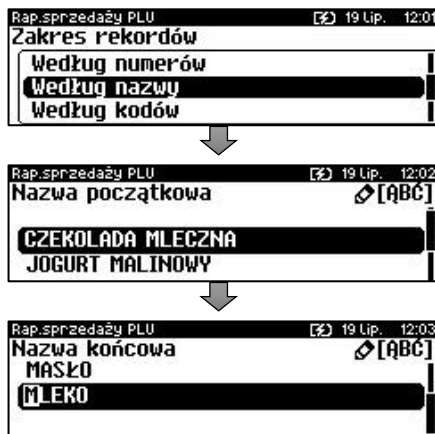 Rap.sprzedaży PLU 19 Lip. 12:01
Zakres rekordów
Według numerów
Według nazwy
Według kodów
Rap.sprzedaży PLU 19 Lip. 12:02
Nazwa początkowa [ĄBĆ]
CZEKOLADA MLECZNA
JOGURT MALINOWY
Rap.sprzedaży PLU 19 Lip. 12:03
Nazwa końcowa [ĄBĆ]
MASŁO
MLEKO